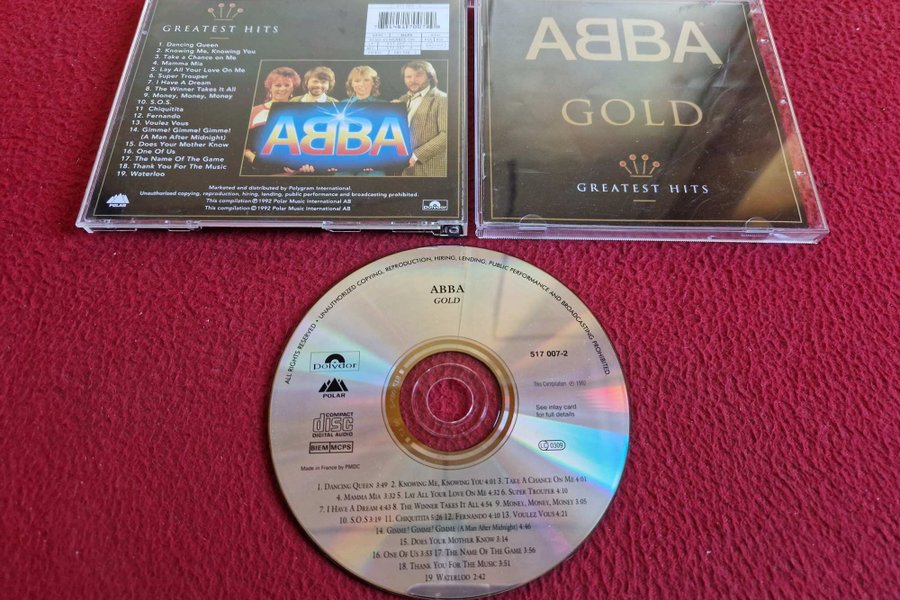 GREATEST HITS
1. Dancing Queen
2. Knowing Me, Knowing You
3. Take a Chance on Me
4. Mamma Mia
5. Lay All Your Love On Me
6. Super Trouper
7. I Have A Dream
8. The Winner Takes It All
9. Money, Money, Money
10. S.O.S.
11 Chiquitita
12. Fernando
13. Voulez Vous
14. Gimme! Gimme! Gimme!
(A Man After Midnight)
15. Does Your Mother Know
16. One Of Us
17. The Name Of The Game
18. Thank You For The Music
19. Waterloo
ABBA
Marketed and distributed by Polygram International.
Unauthorised copying, reproduction, hiring, lending, public performance and broadcasting prohibited.
This compilation ℗ 1992 Polar Music International AB
This compilation © 1992 Polar Music International AB
POLAR
polydor
ABBA
GOLD
GREATEST HITS
ALL RIGHTS RESERVED • UNAUTHORIZED COPYING, REPRODUCTION, HIRING, LENDING, PUBLIC PERFORMANCE AND BROADCASTING PROHIBITED
ABBA
GOLD
polydor
POLAR
COMPACT
disc
DIGITAL AUDIO
BIEM MCPS
Made in France by PMDC
517 007-2
This Compilation ℗ 1992
See inlay card
for full details
LC 0309
1. DANCING QUEEN 3:49 2. KNOWING ME, KNOWING YOU 4:01 3. TAKE A CHANCE ON ME 4:01
4. MAMMA MIA 3:32 5. LAY ALL YOUR LOVE ON ME 4:32 6. SUPER TROUPER 4:10
7. I HAVE A DREAM 4:43 8. THE WINNER TAKES IT ALL 4:54 9. MONEY, MONEY, MONEY 3:05
10. S.O.S 3:19 11. CHIQUITITA 5:26 12. FERNANDO 4:10 13. VOULEZ VOUS 4:21
14. GIMME! GIMME! GIMME (A Man After Midnight) 4:46
15. DOES YOUR MOTHER KNOW 3:14
16. ONE OF US 3:53 17. THE NAME OF THE GAME 3:56
18. THANK YOU FOR THE MUSIC 3:51
19 WATERLOO 2:42